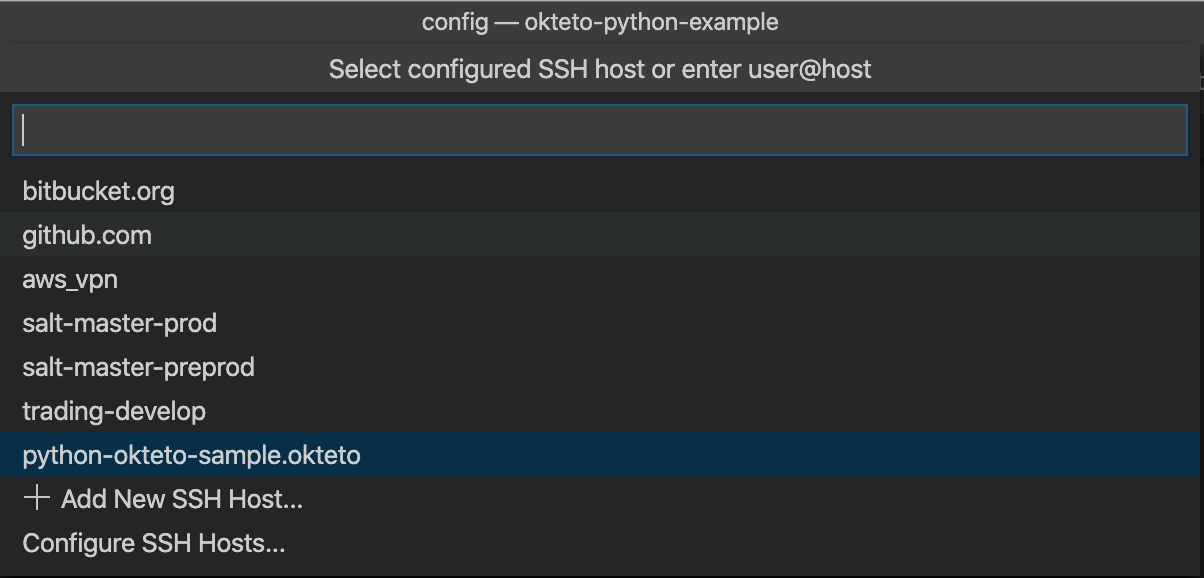 config — okteto-python-example
Select configured SSH host or enter user@host
bitbucket.org
github.com
aws_vpn
salt-master-prod
salt-master-preprod
trading-develop
python-okteto-sample.okteto
+ Add New SSH Host...
Configure SSH Hosts...